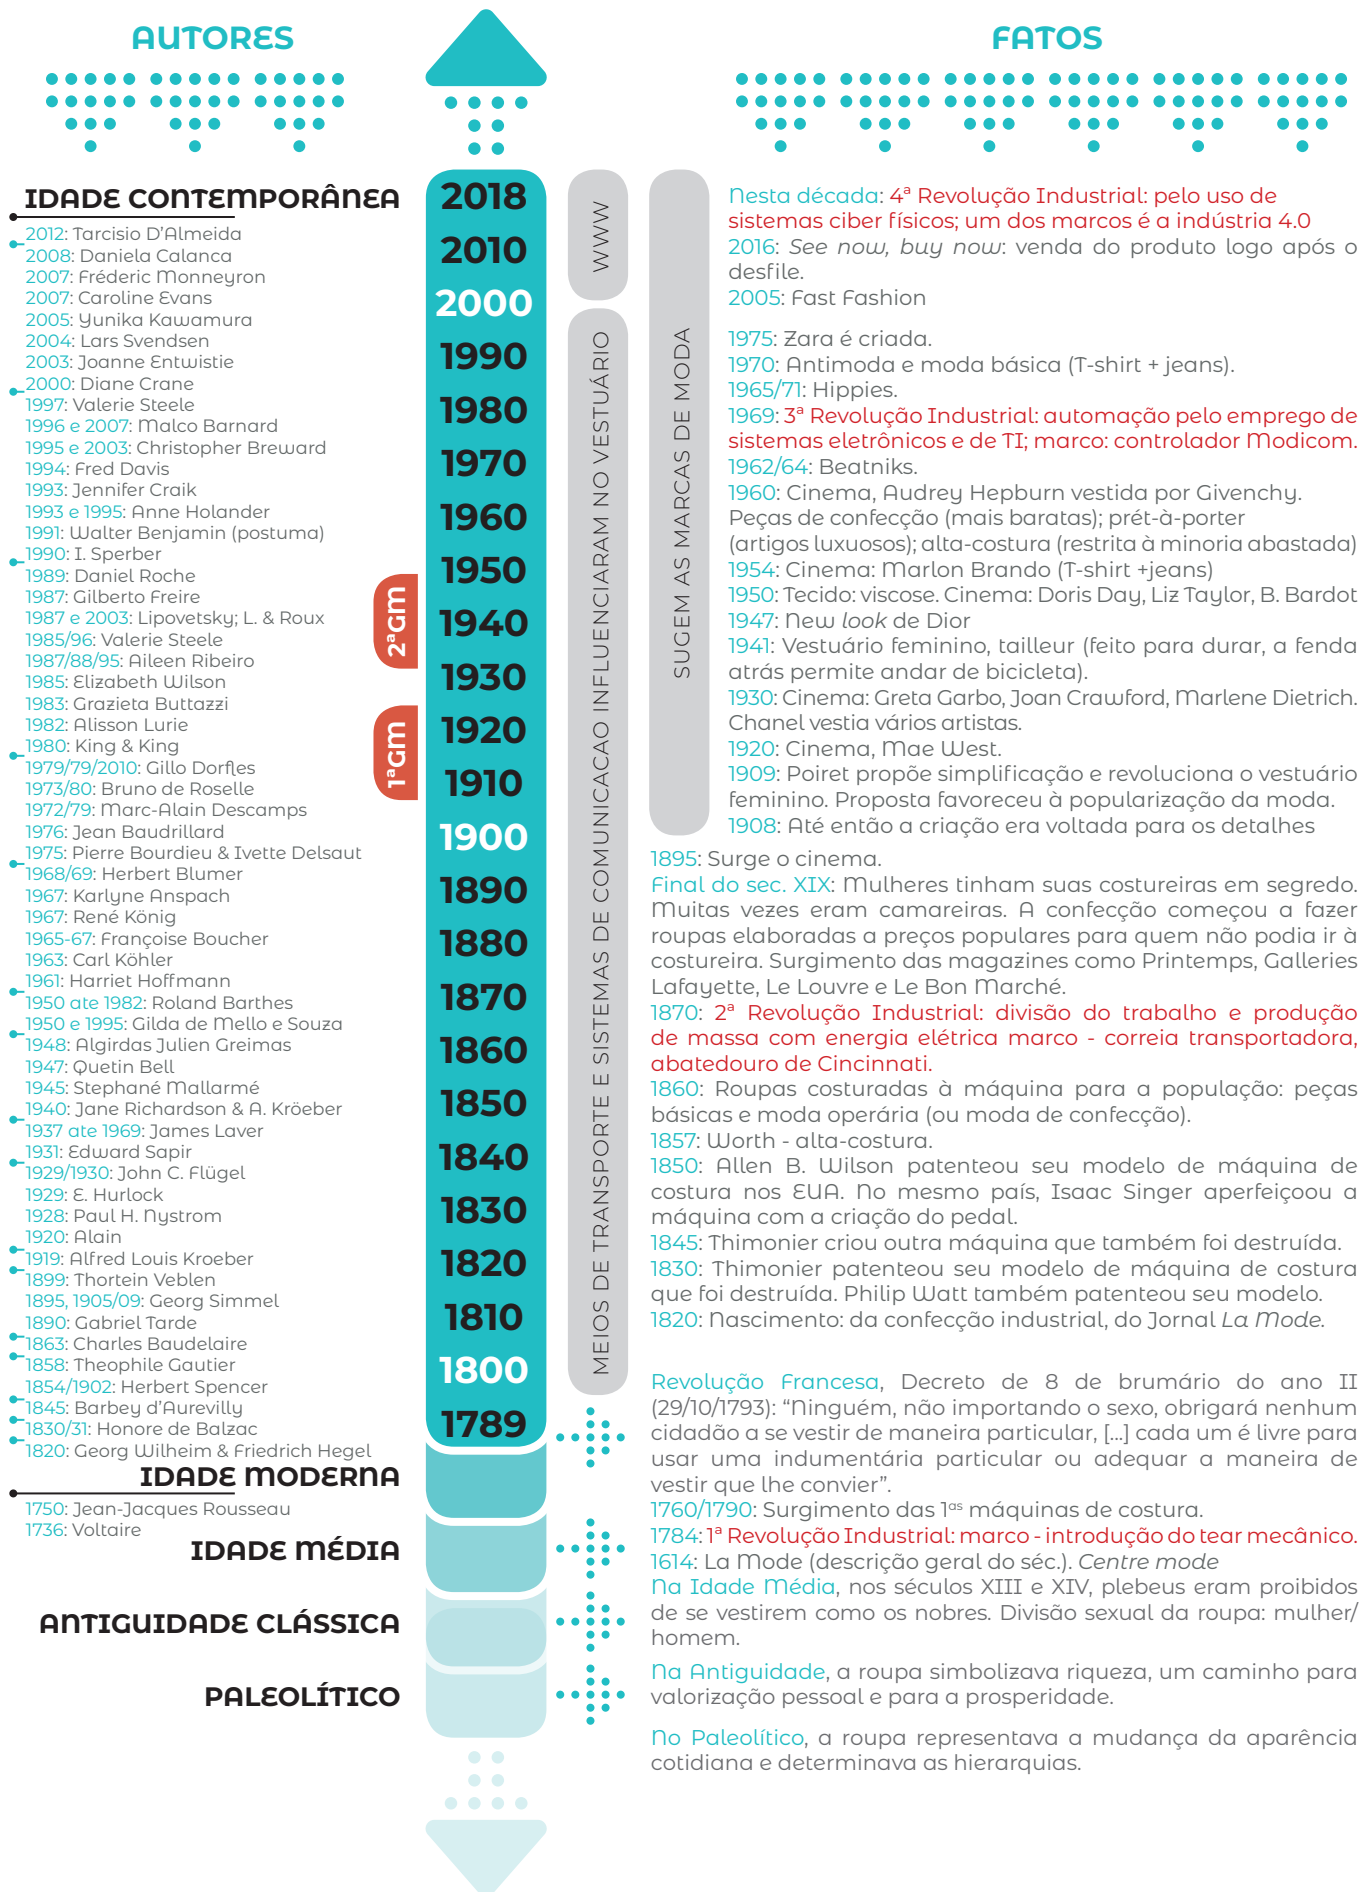 AUTORES
IDADE CONTEMPORÂNEA
2012: Tarcisio D'Almeida
2008: Daniela Calanca
2007: Fréderic Monneyron
2007: Caroline Evans
2005: Yunika Kawamura
2004: Lars Svendsen
2003: Joanne Entwistie
2000: Diane Crane
1997: Valerie Steele
1996 e 2007: Malco Barnard
1995 e 2003: Christopher Breward
1994: Fred Davis
1993: Jennifer Craik
1993 e 1995: Anne Holander
1991: Walter Benjamin (postuma)
1990: I. Sperber
1989: Daniel Roche
1987: Gilberto Freire
1987 e 2003: Lipovetsky; L. & Roux
1985/96: Valerie Steele
1987/88/95: Aileen Ribeiro
1985: Elizabeth Wilson
1983: Grazieta Buttazzi
1982: Alisson Lurie
1980: King & King
1979/79/2010: Gillo Dorfles
1973/80: Bruno de Roselle
1972/79: Marc-Alain Descamps
1976: Jean Baudrillard
1975: Pierre Bourdieu & Ivette Delsaut
1968/69: Herbert Blumer
1967: Karlyne Anspach
1967: René König
1965-67: Françoise Boucher
1963: Carl Köhler
1961: Harriet Hoffmann
1950 ate 1982: Roland Barthes
1950 e 1995: Gilda de Mello e Souza
1948: Algirdas Julien Greimas
1947: Quetin Bell
1945: Stephané Mallarmé
1940: Jane Richardson & A. Kröeber
1937 ate 1969: James Laver
1931: Edward Sapir
1929/1930: John C. Flügel
1929: E. Hurlock
1928: Paul H. Nystrom
1920: Alain
1919: Alfred Louis Kroeber
1899: Thortein Veblen
1895, 1905/09: Georg Simmel
1890: Gabriel Tarde
1863: Charles Baudelaire
1858: Theophile Gautier
1854/1902: Herbert Spencer
1845: Barbey d'Aurevilly
1830/31: Honore de Balzac
1820: Georg Wilheim & Friedrich Hegel
IDADE MODERNA
1750: Jean-Jacques Rousseau
1736: Voltaire
IDADE MÉDIA
ANTIGUIDADE CLÁSSICA
PALEOLÍTICO
2ªGM
1ªGM
2018
2010
2000
1990
1980
1970
1960
1950
1940
1930
1920
1910
1900
1890
1880
1870
1860
1850
1840
1830
1820
1810
1800
1789
WWW
MEIOS DE TRANSPORTE E SISTEMAS DE COMUNICACAO INFLUENCIARAM NO VESTUÁRIO
SUGEM AS MARCAS DE MODA
FATOS
Nesta década: 4ª Revolução Industrial: pelo uso de
sistemas ciber físicos; um dos marcos é a indústria 4.0
2016: See now, buy now: venda do produto logo após o
desfile.
2005: Fast Fashion
1975: Zara é criada.
1970: Antimoda e moda básica (T-shirt + jeans).
1965/71: Hippies.
1969: 3ª Revolução Industrial: automação pelo emprego de
sistemas eletrônicos e de TI; marco: controlador Modicom.
1962/64: Beatniks.
1960: Cinema, Audrey Hepburn vestida por Givenchy.
Peças de confecção (mais baratas); prét-à-porter
(artigos luxuosos); alta-costura (restrita à minoria abastada)
1954: Cinema: Marlon Brando (T-shirt +jeans)
1950: Tecido: viscose. Cinema: Doris Day, Liz Taylor, B. Bardot
1947: New look de Dior
1941: Vestuário feminino, tailleur (feito para durar, a fenda
atrás permite andar de bicicleta).
1930: Cinema: Greta Garbo, Joan Crawford, Marlene Dietrich.
Chanel vestia vários artistas.
1920: Cinema, Mae West.
1909: Poiret propõe simplificação e revoluciona o vestuário
feminino. Proposta favoreceu à popularização da moda.
1908: Até então a criação era voltada para os detalhes
1895: Surge o cinema.
Final do sec. XIX: Mulheres tinham suas costureiras em segredo.
Muitas vezes eram camareiras. A confecção começou a fazer
roupas elaboradas a preços populares para quem não podia ir à
costureira. Surgimento das magazines como Printemps, Galleries
Lafayette, Le Louvre e Le Bon Marché.
1870: 2ª Revolução Industrial: divisão do trabalho e produção
de massa com energia elétrica marco - correia transportadora,
abatedouro de Cincinnati.
1860: Roupas costuradas à máquina para a população: peças
básicas e moda operária (ou moda de confecção).
1857: Worth - alta-costura.
1850: Allen B. Wilson patenteou seu modelo de máquina de
costura nos EUA. No mesmo país, Isaac Singer aperfeiçoou a
máquina com a criação do pedal.
1845: Thimonier criou outra máquina que também foi destruída.
1830: Thimonier patenteou seu modelo de máquina de costura
que foi destruída. Philip Watt também patenteou seu modelo.
1820: Nascimento: da confecção industrial, do Jornal La Mode.
Revolução Francesa, Decreto de 8 de brumário do ano II
(29/10/1793): “Ninguém, não importando o sexo, obrigará nenhum
cidadão a se vestir de maneira particular, [...] cada um é livre para
usar uma indumentária particular ou adequar a maneira de
vestir que lhe convier”.
1760/1790: Surgimento das 1as máquinas de costura.
1784: 1ª Revolução Industrial: marco - introdução do tear mecânico.
1614: La Mode (descrição geral do séc.). Centre mode
Na Idade Média, nos séculos XIII e XIV, plebeus eram proibidos
de se vestirem como os nobres. Divisão sexual da roupa: mulher/
homem.
Na Antiguidade, a roupa simbolizava riqueza, um caminho para
valorização pessoal e para a prosperidade.
No Paleolítico, a roupa representava a mudança da aparência
cotidiana e determinava as hierarquias.